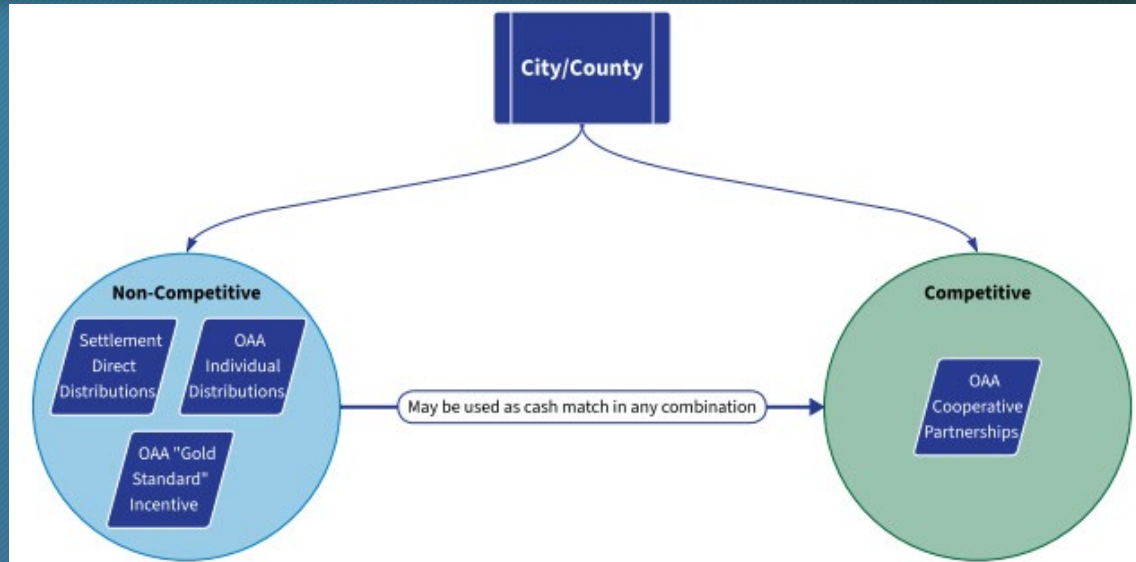 City/County
Non-Competitive
Settlement
Direct
Distributions
OAA
Individual
Distributions
OAA "Gold
Standard"
Incentive
May be used as cash match in any combination
Competitive
OAA
Cooperative
Partnerships